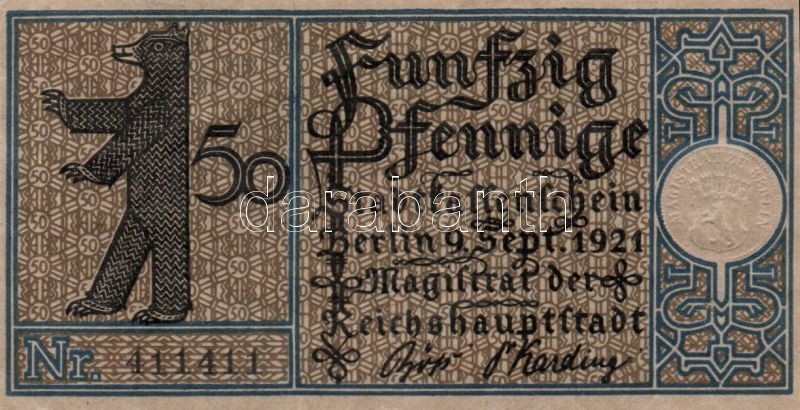 Funfzig
50 Pfennige
Berlin 9. Sept. 1921
Magistrat der
Reichshauptstadt
Nr. 411411
darabanth